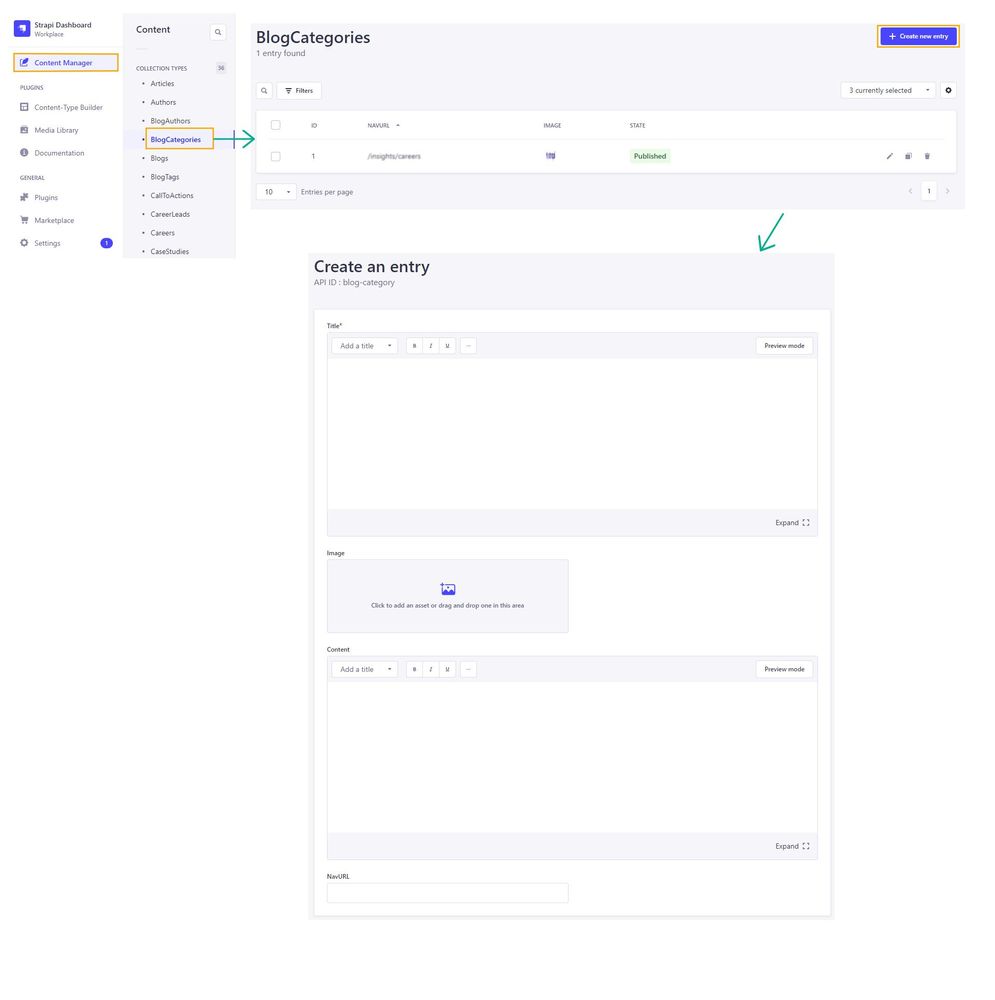 Strapi Dashboard
Workplace
Content Manager
PLUGINS
Content-Type Builder
Media Library
Documentation
GENERAL
Plugins
Marketplace
Settings 1
Content
COLLECTION TYPES 36
Articles
Authors
BlogAuthors
BlogCategories
Blogs
BlogTags
CallToActions
CareerLeads
Careers
CaseStudies
BlogCategories
1 entry found
Create new entry
Filters
3 currently selected
ID NAVURL IMAGE STATE
1 /insights/careers Published
10 Entries per page
1
Create an entry
API ID : blog-category
Title*
Add a title B I U ... Preview mode
Expand
Image
Click to add an asset or drag and drop one in this area
Content
Add a title B I U ... Preview mode
Expand
NavURL